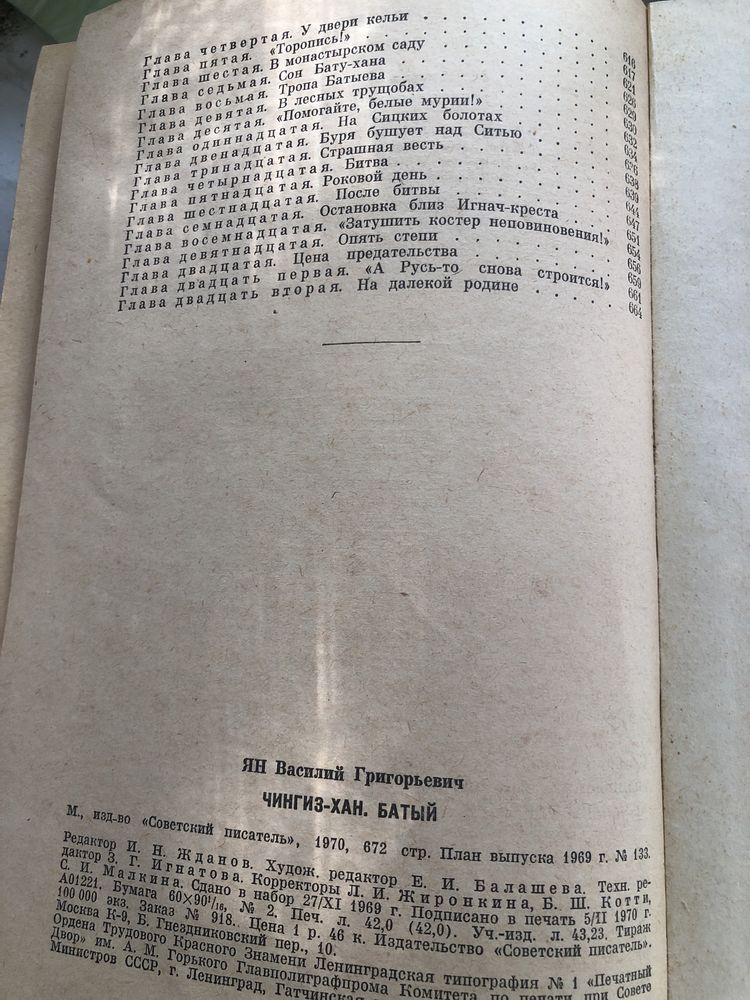 Глава четвертая. У двери кельи . . . . . . . . 616
Глава пятая. «Торопись!» . . . . . . . . 617
Глава шестая. В монастырском саду . . . . . . . . 621
Глава седьмая. Сон Бату-хана . . . . . . . . 626
Глава восьмая. Тропа Батыева . . . . . . . . 629
Глава девятая. В лесных трущобах . . . . . . . . 630
Глава десятая. «Помогайте, белые мурии!» . . . . . . 632
Глава одиннадцатая. На Сицких болотах . . . . . . 634
Глава двенадцатая. Буря бушует над Ситью . . . . . 636
Глава тринадцатая. Страшная весть . . . . . . . 638
Глава четырнадцатая. Битва . . . . . . . . 639
Глава пятнадцатая. Роковой день . . . . . . . 644
Глава шестнадцатая. После битвы . . . . . . . 647
Глава семнадцатая. Остановка близ Игнач-креста . . . 651
Глава восемнадцатая. «Затушить костер неповиновения!» 654
Глава девятнадцатая. Опять степи . . . . . . . 656
Глава двадцатая. Цена предательства . . . . . . 659
Глава двадцать первая. «А Русь-то снова строится!» 661
Глава двадцать вторая. На далекой родине . . . . . 664
ЯН Василий Григорьевич
ЧИНГИЗ-ХАН. БАТЫЙ
М., изд-во «Советский писатель», 1970, 672 стр. План выпуска 1969 г. № 133.
Редактор И. Н. Жданов. Худож. редактор Е. И. Балашева. Техн. ре-
дактор З. Г. Игнатова. Корректоры Л. И. Жиронкина, Б. Ш. Котти,
С. И. Малкина. Сдано в набор 27/XI 1969 г. Подписано в печать 5/II 1970 г.
А01221. Бумага 60×90¹/₁₆, № 2. Печ. л. 42,0 (42,0). Уч.-изд. л. 43,23. Тираж
100 000 экз. Заказ № 918. Цена 1 р. 46 к. Издательство «Советский писатель».
Москва К-9, Б. Гнездниковский пер., 10.
Ордена Трудового Красного Знамени Ленинградская типография № 1 «Печатный
Двор» им. А. М. Горького Главполиграфпрома Комитета по печати при Совете
Министров СССР, г. Ленинград, Гатчинская